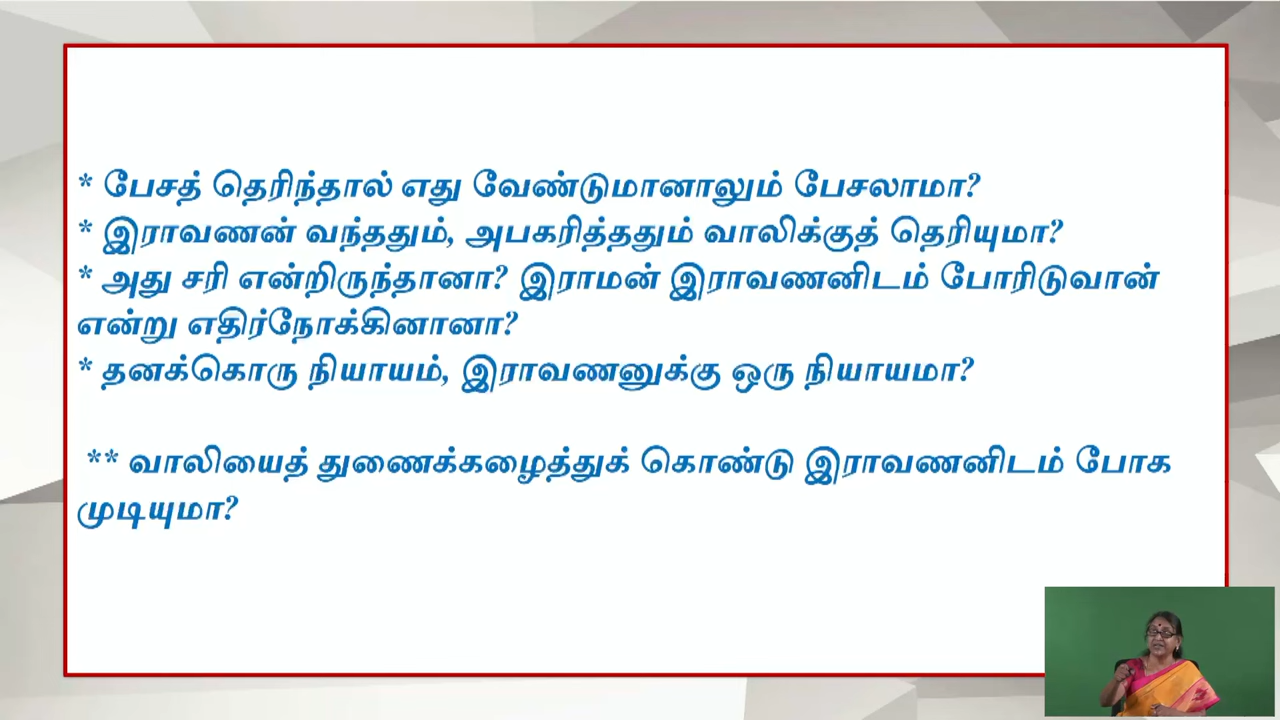 * பேசத் தெரிந்தால் எது வேண்டுமானாலும் பேசலாமா?
* இராவணன் வந்ததும், அபகரித்ததும் வாலிக்குத் தெரியுமா?
* அது சரி என்றிருந்தானா? இராமன் இராவணனிடம் போரிடுவான்
என்று எதிர்நோக்கினானா?
* தனக்கொரு நியாயம், இராவணனுக்கு ஒரு நியாயமா?
** வாலியைத் துணைக்கழைத்துக் கொண்டு இராவணனிடம் போக
முடியுமா?